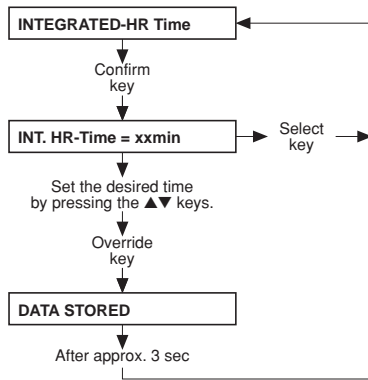 INTEGRATED-HR Time
Confirm
key
INT. HR-Time = xxmin
Select
key
Set the desired time
by pressing the ▲▼ keys.
Override
key
DATA STORED
After approx. 3 sec